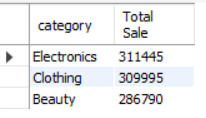 category Total
Sale
Electronics 311445
Clothing 309995
Beauty 286790